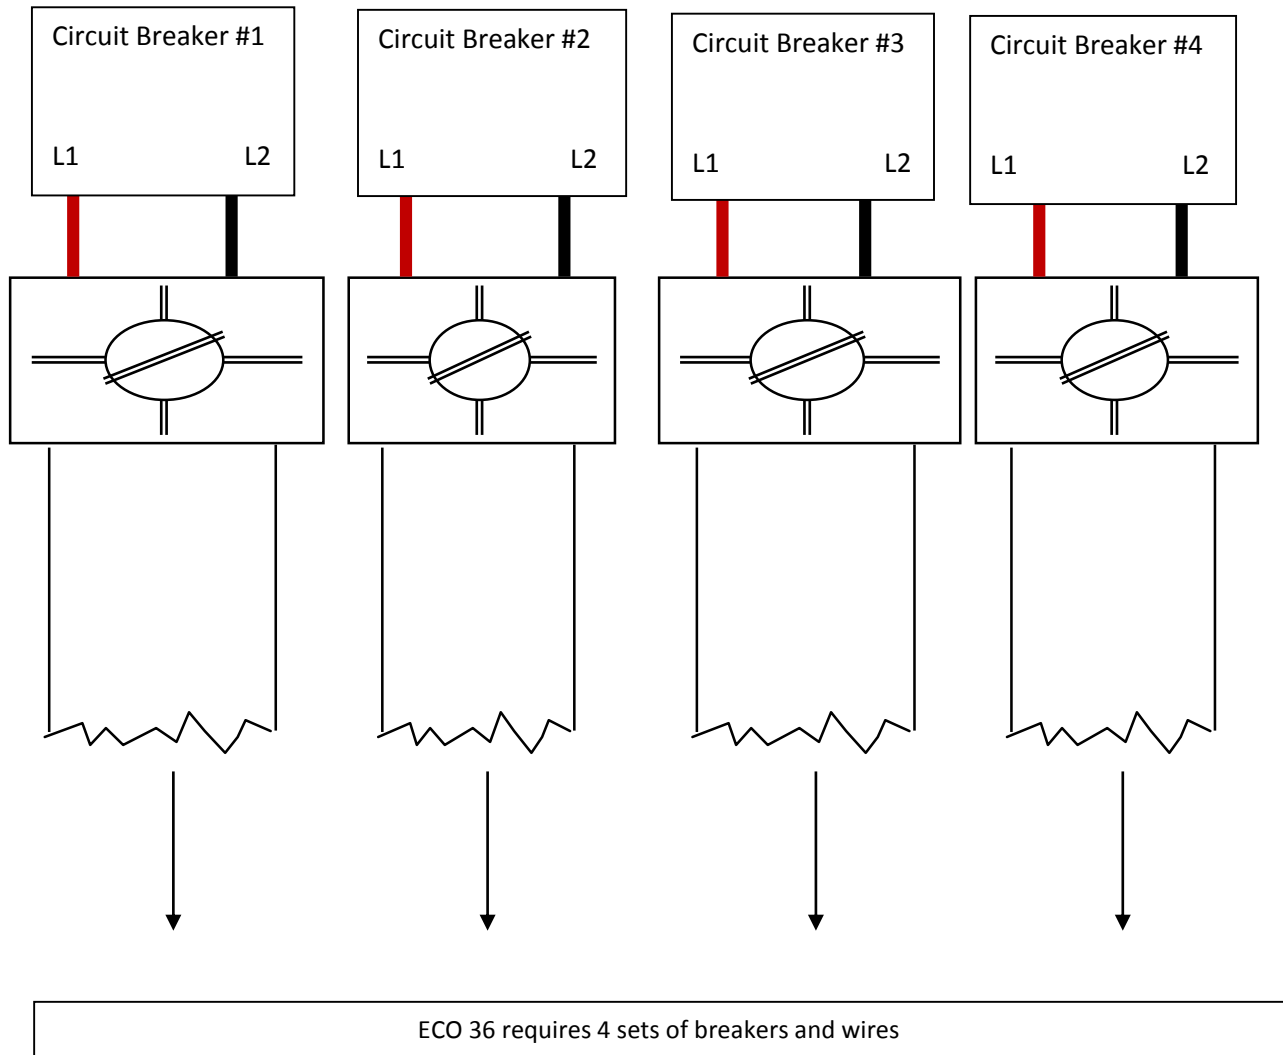 Circuit Breaker #1
L1 L2
Circuit Breaker #2
L1 L2
Circuit Breaker #3
L1 L2
Circuit Breaker #4
L1 L2
ECO 36 requires 4 sets of breakers and wires